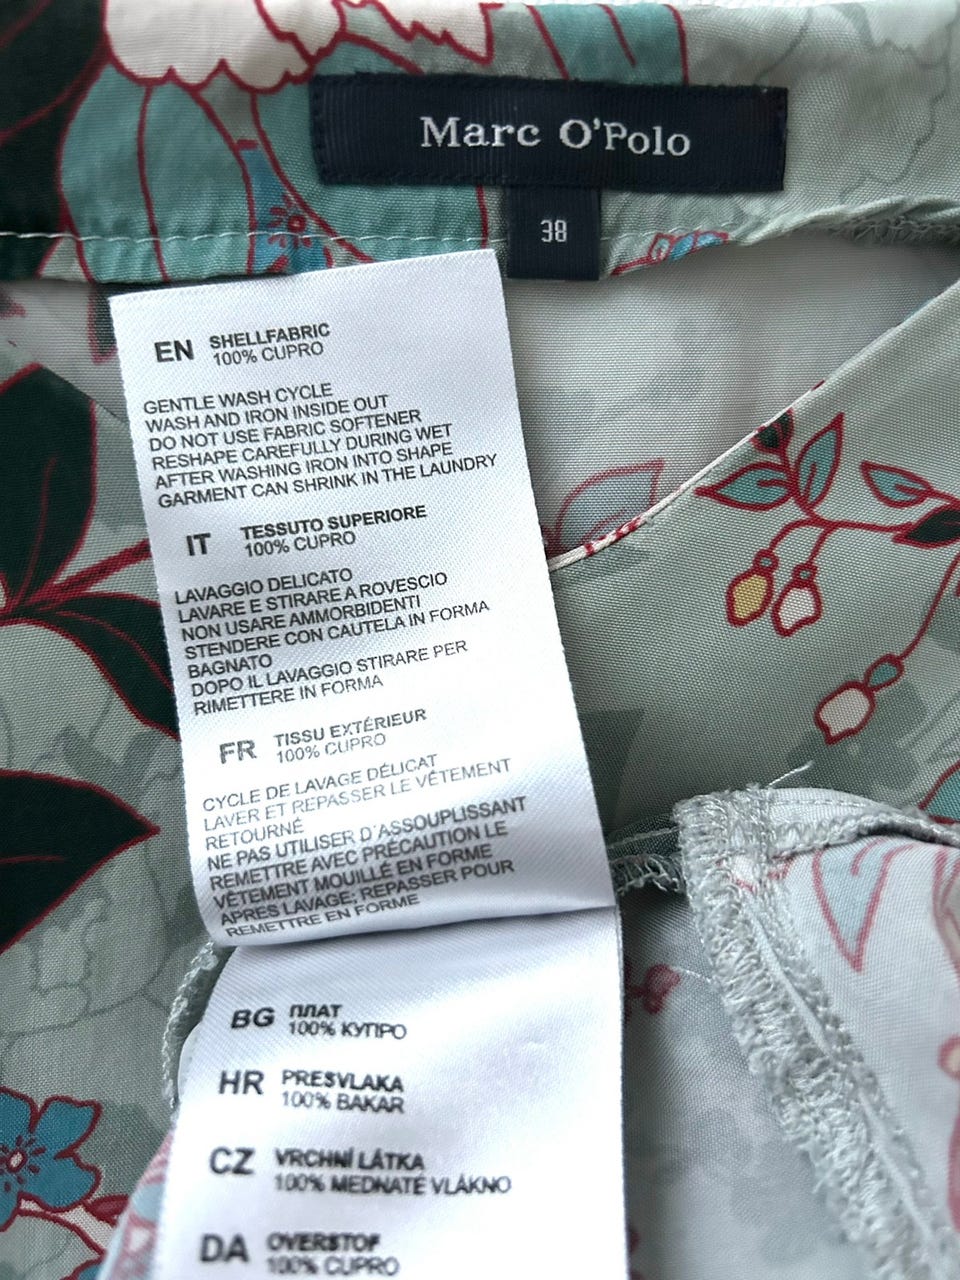 Marc O'Polo
38
EN SHELLFABRIC
100% CUPRO
GENTLE WASH CYCLE
WASH AND IRON INSIDE OUT
DO NOT USE FABRIC SOFTENER
RESHAPE CAREFULLY DURING WET
AFTER WASHING IRON INTO SHAPE
GARMENT CAN SHRINK IN THE LAUNDRY
IT TESSUTO SUPERIORE
100% CUPRO
LAVAGGIO DELICATO
LAVARE E STIRARE A ROVESCIO
NON USARE AMMORBIDENTI
STENDERE CON CAUTELA IN FORMA
BAGNATO
DOPO IL LAVAGGIO STIRARE PER
RIMETTERE IN FORMA
FR TISSU EXTÉRIEUR
100% CUPRO
CYCLE DE LAVAGE DÉLICAT
LAVER ET REPASSER LE VÊTEMENT
RETOURNÉ
NE PAS UTILISER D'ASSOUPLISSANT
REMETTRE AVEC PRÉCAUTION LE
VÊTEMENT MOUILLÉ EN FORME
APRES LAVAGE; REPASSER POUR
REMETTRE EN FORME
BG ПЛАТ
100% КУПРО
HR PRESVLAKA
100% BAKAR
CZ VRCHNÍ LÁTKA
100% MEDNATÉ VLÁKNO
DA OVERSTOF
100% CUPRO